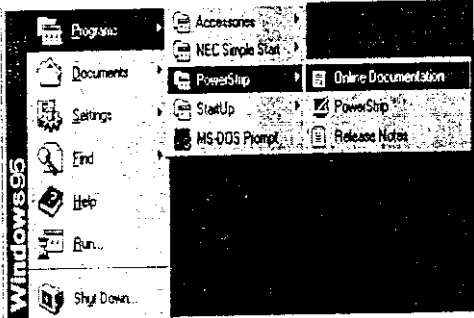 Windows95
Programs
Documents
Settings
Find
Help
Run...
Shut Down...
Accessories
NEC Simple Start
PowerStrip
StartUp
MS-DOS Prompt
Online Documentation
PowerStrip
Release Notes